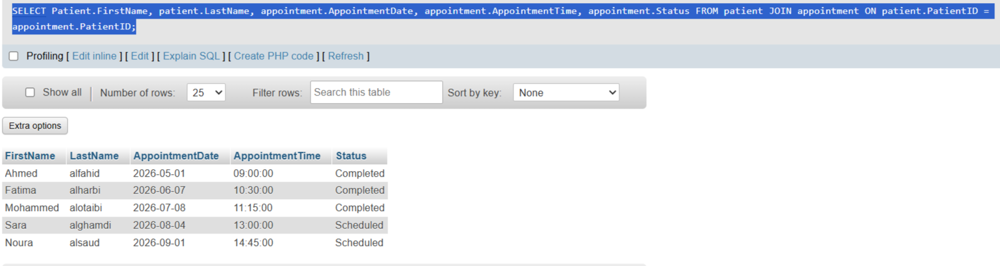 SELECT Patient.FirstName, patient.LastName, appointment.AppointmentDate, appointment.AppointmentTime, appointment.Status FROM patient JOIN appointment ON patient.PatientID =
appointment.PatientID;
Profiling [ Edit inline ] [ Edit ] [ Explain SQL ] [ Create PHP code ] [ Refresh ]
Show all | Number of rows: 25 Filter rows: Search this table Sort by key: None
Extra options
FirstName LastName AppointmentDate AppointmentTime Status
Ahmed alfahid 2026-05-01 09:00:00 Completed
Fatima alharbi 2026-06-07 10:30:00 Completed
Mohammed alotaibi 2026-07-08 11:15:00 Completed
Sara alghamdi 2026-08-04 13:00:00 Scheduled
Noura alsaud 2026-09-01 14:45:00 Scheduled